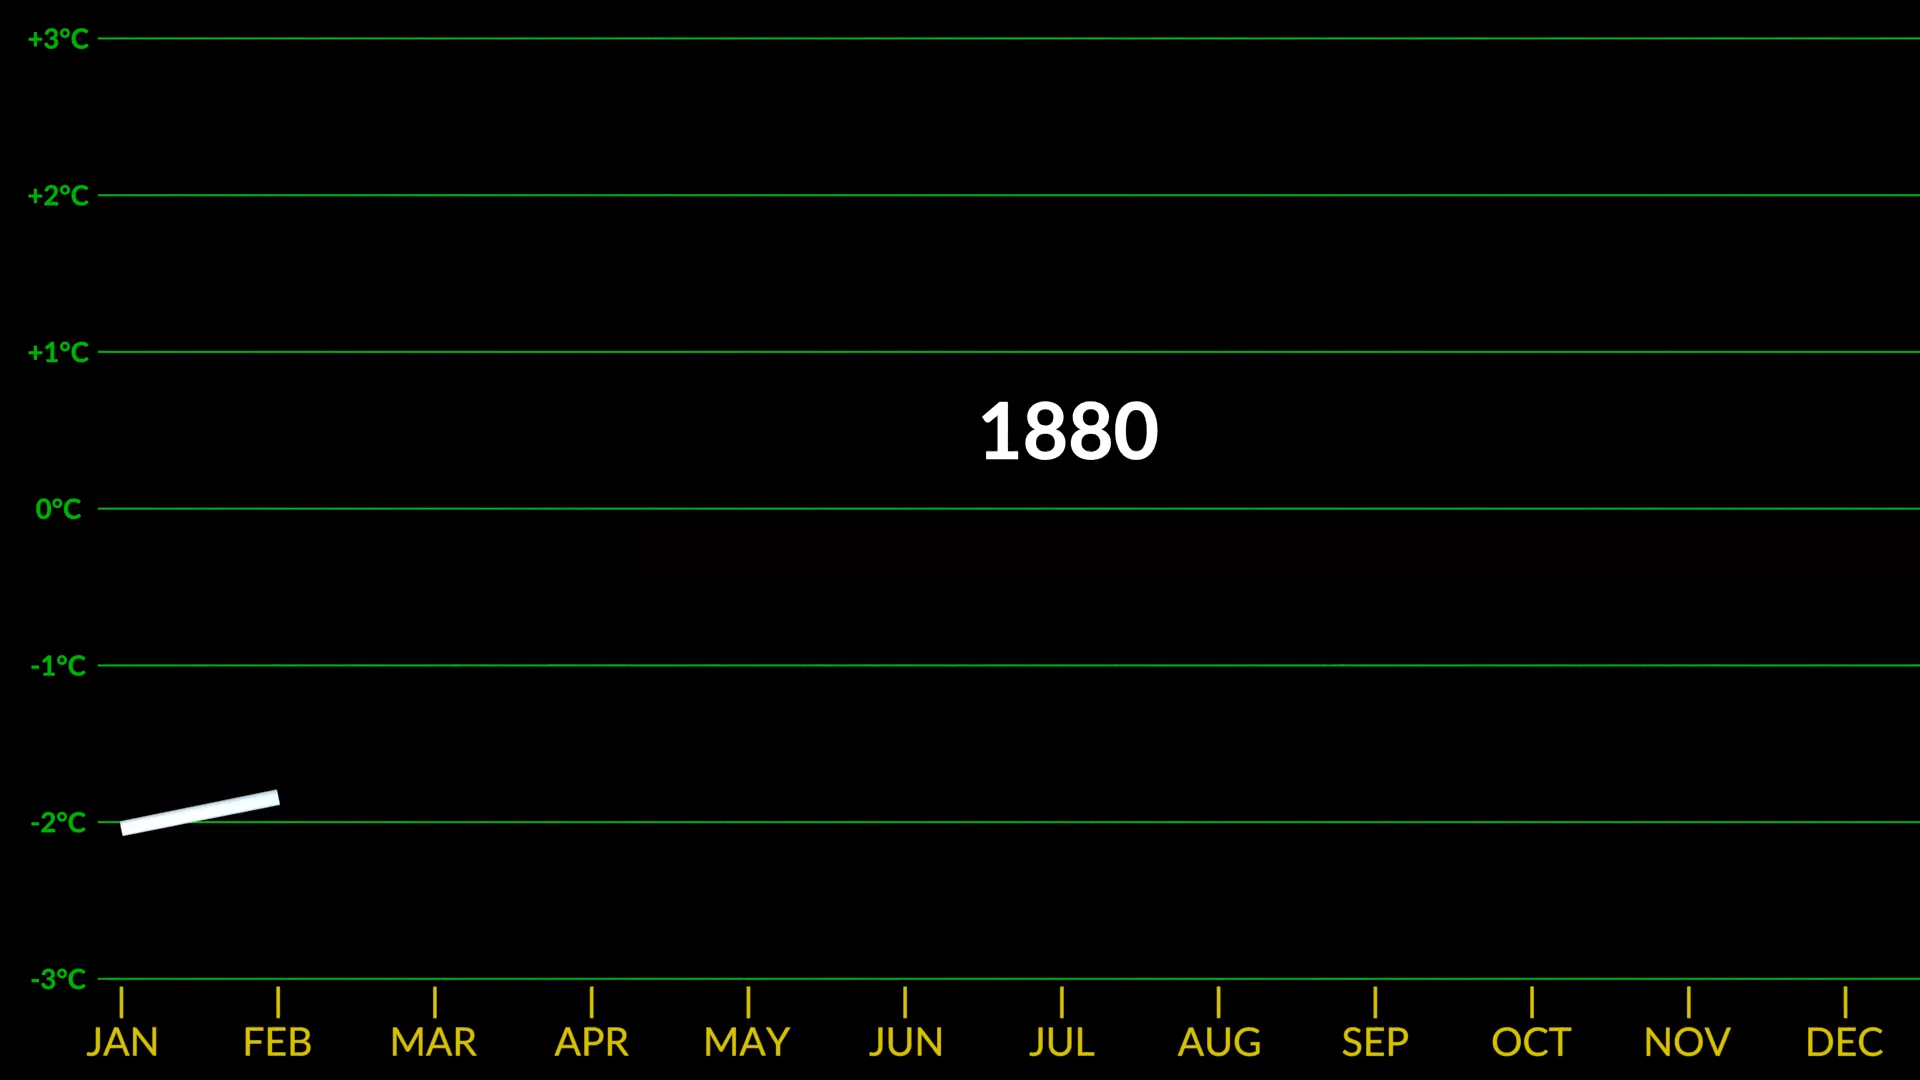 +3°C
+2°C
+1°C
1880
0°C
-1°C
-2°C
-3°C
JAN FEB MAR APR MAY JUN JUL AUG SEP OCT NOV DEC